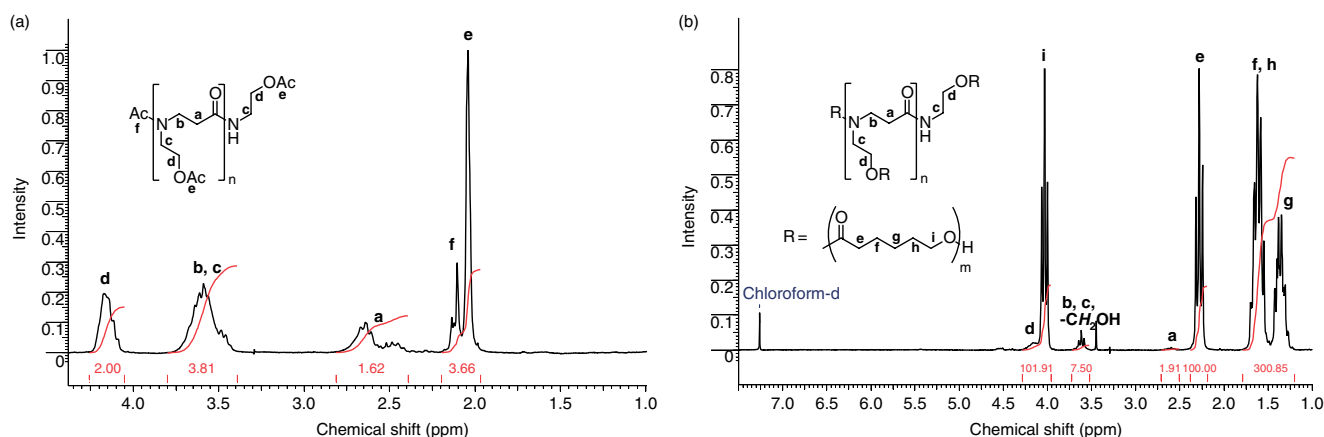 (a)
Intensity
1.0
0.9
0.8
0.7
0.6
0.5
0.4
0.3
0.2
0.1
0
e
OAc
d
e
O
c
Ac
f
N
b
a
N
H
c
d
OAc
e
n
d
b, c
a
f
2.00
3.81
1.62
3.66
4.0
3.5
3.0
2.5
2.0
1.5
1.0
Chemical shift (ppm)
(b)
Intensity
0.8
0.7
0.6
0.5
0.4
0.3
0.2
0.1
0
i
e
f, h
g
OR
d
O
c
R
N
b
a
N
H
c
d
OR
n
R =
O
e
f
g
h
i
O
H
m
Chloroform-d
d
b, c,
-CH2OH
a
101.91
7.50
1.91
100.00
300.85
7.0
6.5
6.0
5.5
5.0
4.5
4.0
3.5
3.0
2.5
2.0
1.5
1.0
Chemical shift (ppm)